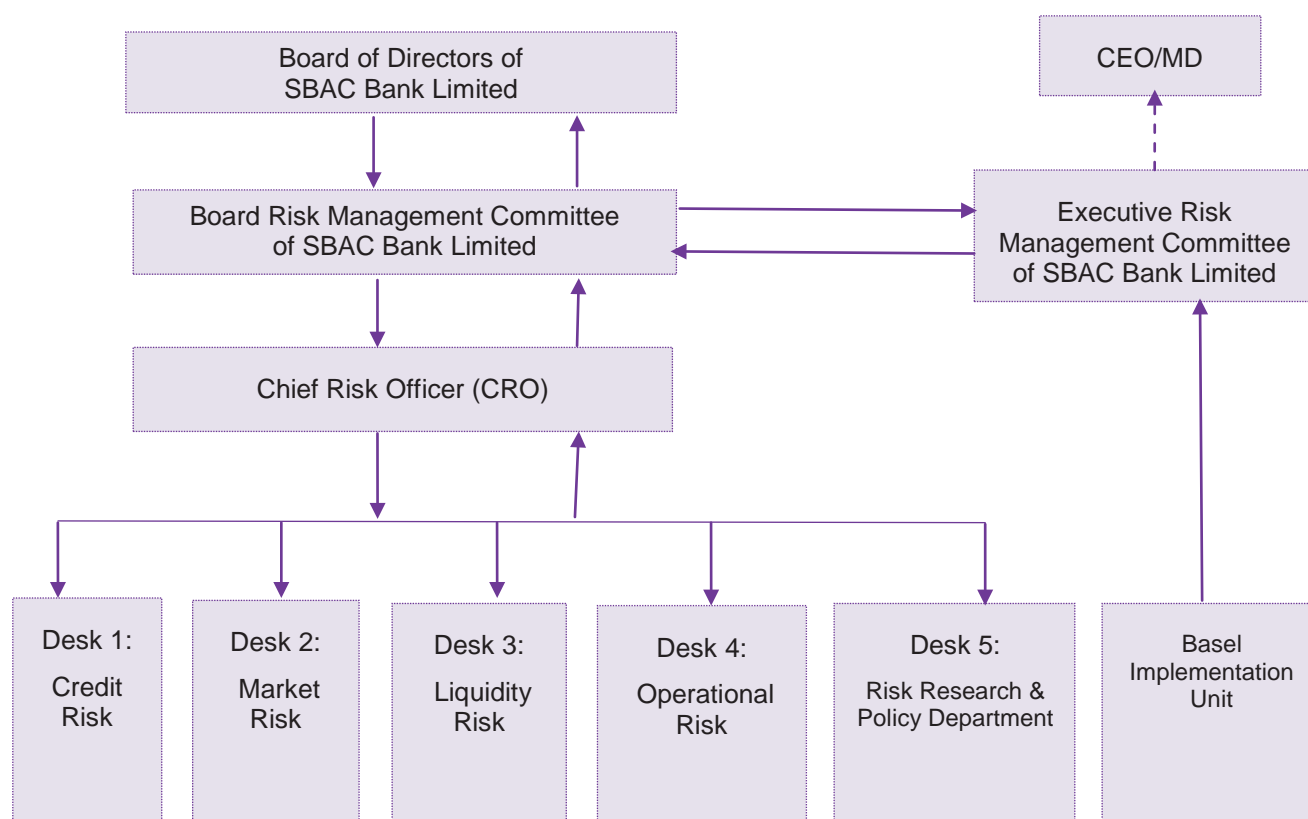 Board of Directors of
SBAC Bank Limited
CEO/MD
Board Risk Management Committee
of SBAC Bank Limited
Executive Risk
Management Committee
of SBAC Bank Limited
Chief Risk Officer (CRO)
Desk 1:
Credit
Risk
Desk 2:
Market
Risk
Desk 3:
Liquidity
Risk
Desk 4:
Operational
Risk
Desk 5:
Risk Research &
Policy Department
Basel
Implementation
Unit